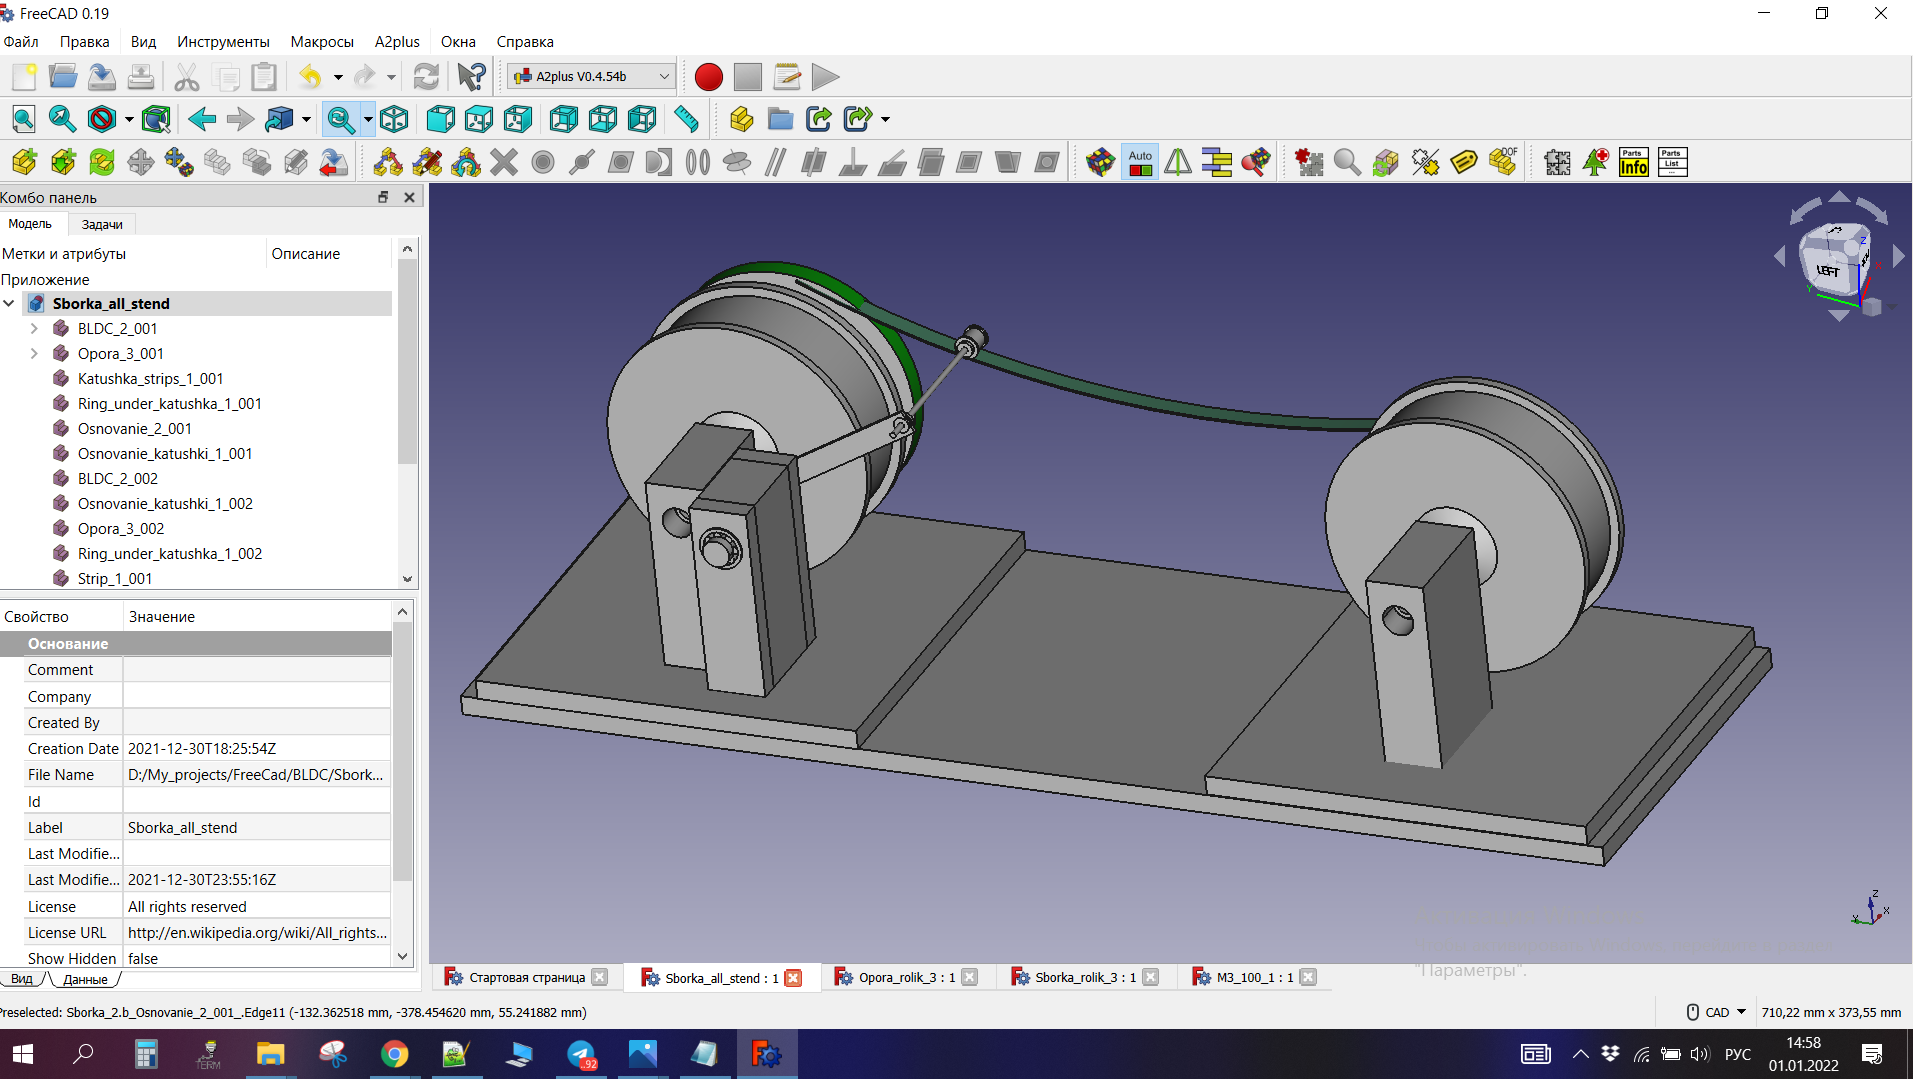 FreeCAD 0.19
Файл Правка Вид Инструменты Макросы A2plus Окна Справка
A2plus V0.4.54b
Auto
DOF
Parts Info
Parts List
Комбо панель
Модель Задачи
Метки и атрибуты Описание
Приложение
Sborka_all_stend
BLDC_2_001
Opora_3_001
Katushka_strips_1_001
Ring_under_katushka_1_001
Osnovanie_2_001
Osnovanie_katushki_1_001
BLDC_2_002
Osnovanie_katushki_1_002
Opora_3_002
Ring_under_katushka_1_002
Strip_1_001
Свойство Значение
Основание
Comment
Company
Created By
Creation Date 2021-12-30T18:25:54Z
File Name D:/My_projects/FreeCad/BLDC/Sbork...
Id
Label Sborka_all_stend
Last Modifie...
Last Modifie... 2021-12-30T23:55:16Z
License All rights reserved
License URL http://en.wikipedia.org/wiki/All_rights...
Show Hidden false
Вид Данные
LEFT
Z
Y
Z
X
Y
"Параметры".
Стартовая страница Sborka_all_stend : 1 Opora_rolik_3 : 1 Sborka_rolik_3 : 1 M3_100_1 : 1
Preselected: Sborka_2.b_Osnovanie_2_001_.Edge11 (-132.362518 mm, -378.454620 mm, 55.241882 mm)
CAD 710,22 mm x 373,55 mm
TERM
92
РУС
14:58
01.01.2022